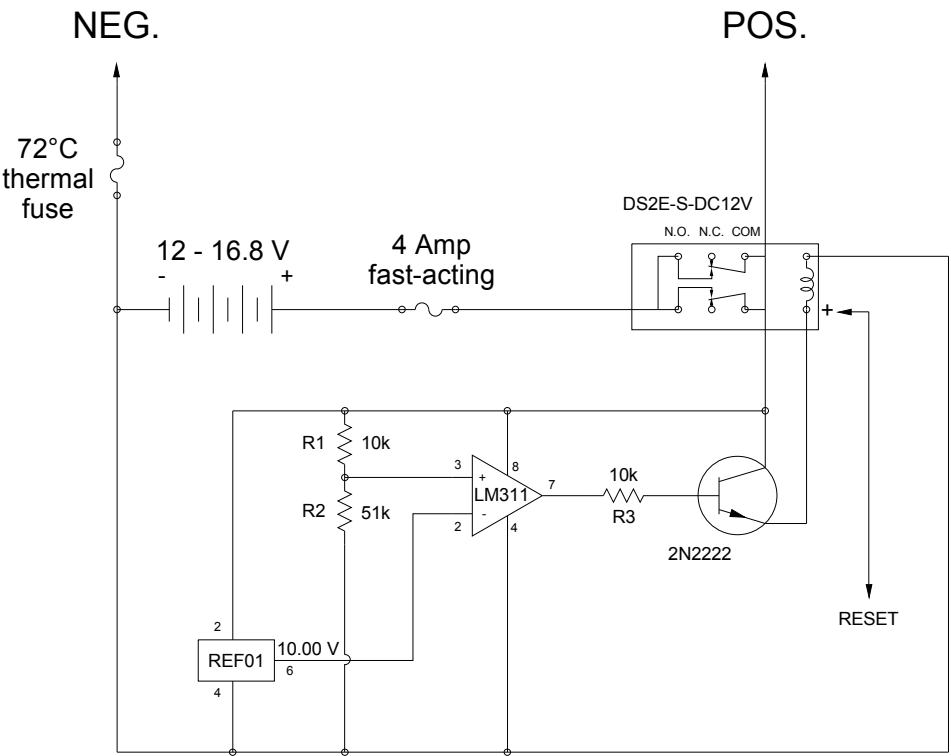 NEG.
POS.
72°C
thermal
fuse
12 - 16.8 V
- +
4 Amp
fast-acting
DS2E-S-DC12V
N.O. N.C. COM
+
R1 10k
R2 51k
3
+
2
-
8
LM311
4
7
10k
R3
2N2222
RESET
2
REF01
4
10.00 V
6